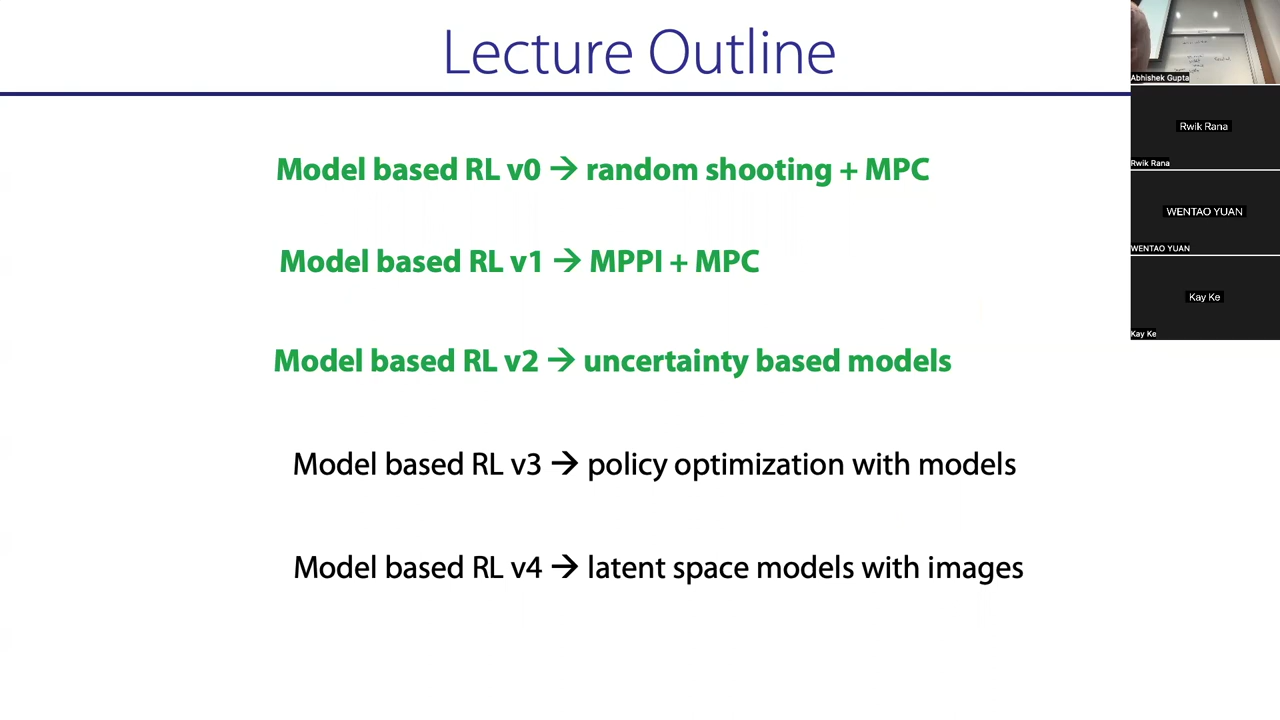 Lecture Outline
Model based RL v0 → random shooting + MPC
Model based RL v1 → MPPI + MPC
Model based RL v2 → uncertainty based models
Model based RL v3 → policy optimization with models
Model based RL v4 → latent space models with images
Abhishek Gupta
Rwik Rana
Rwik Rana
WENTAO YUAN
WENTAO YUAN
Kay Ke
Kay Ke